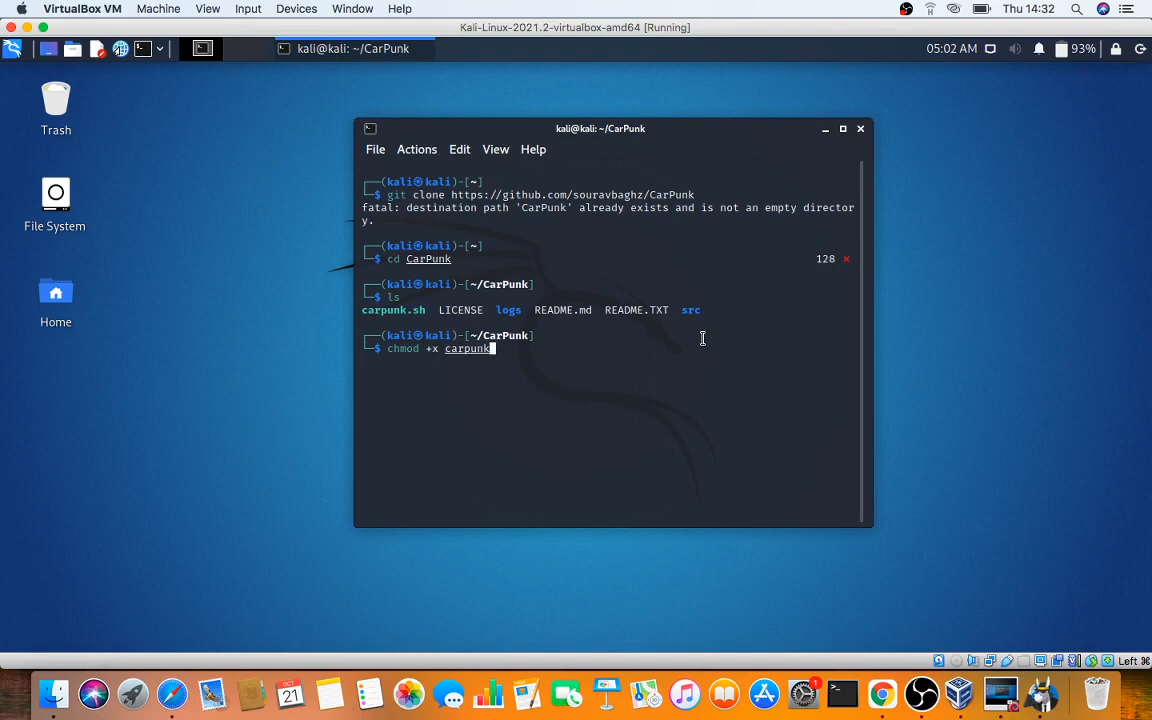 VirtualBox VM Machine View Input Devices Window Help Thu 14:32
Kali-Linux-2021.2-virtualbox-amd64 [Running]
kali@kali: ~/CarPunk 05:02 AM 93%
Trash
File System
Home
kali@kali: ~/CarPunk
File Actions Edit View Help
┌──(kali㉿kali)-[~]
└─$ git clone https://github.com/souravbaghz/CarPunk
fatal: destination path 'CarPunk' already exists and is not an empty director
y.
┌──(kali㉿kali)-[~]
└─$ cd CarPunk 128 ⨯
┌──(kali㉿kali)-[~/CarPunk]
└─$ ls
carpunk.sh LICENSE logs README.md README.TXT src
┌──(kali㉿kali)-[~/CarPunk]
└─$ chmod +x carpunk
Left ⌘
OCT
21
1